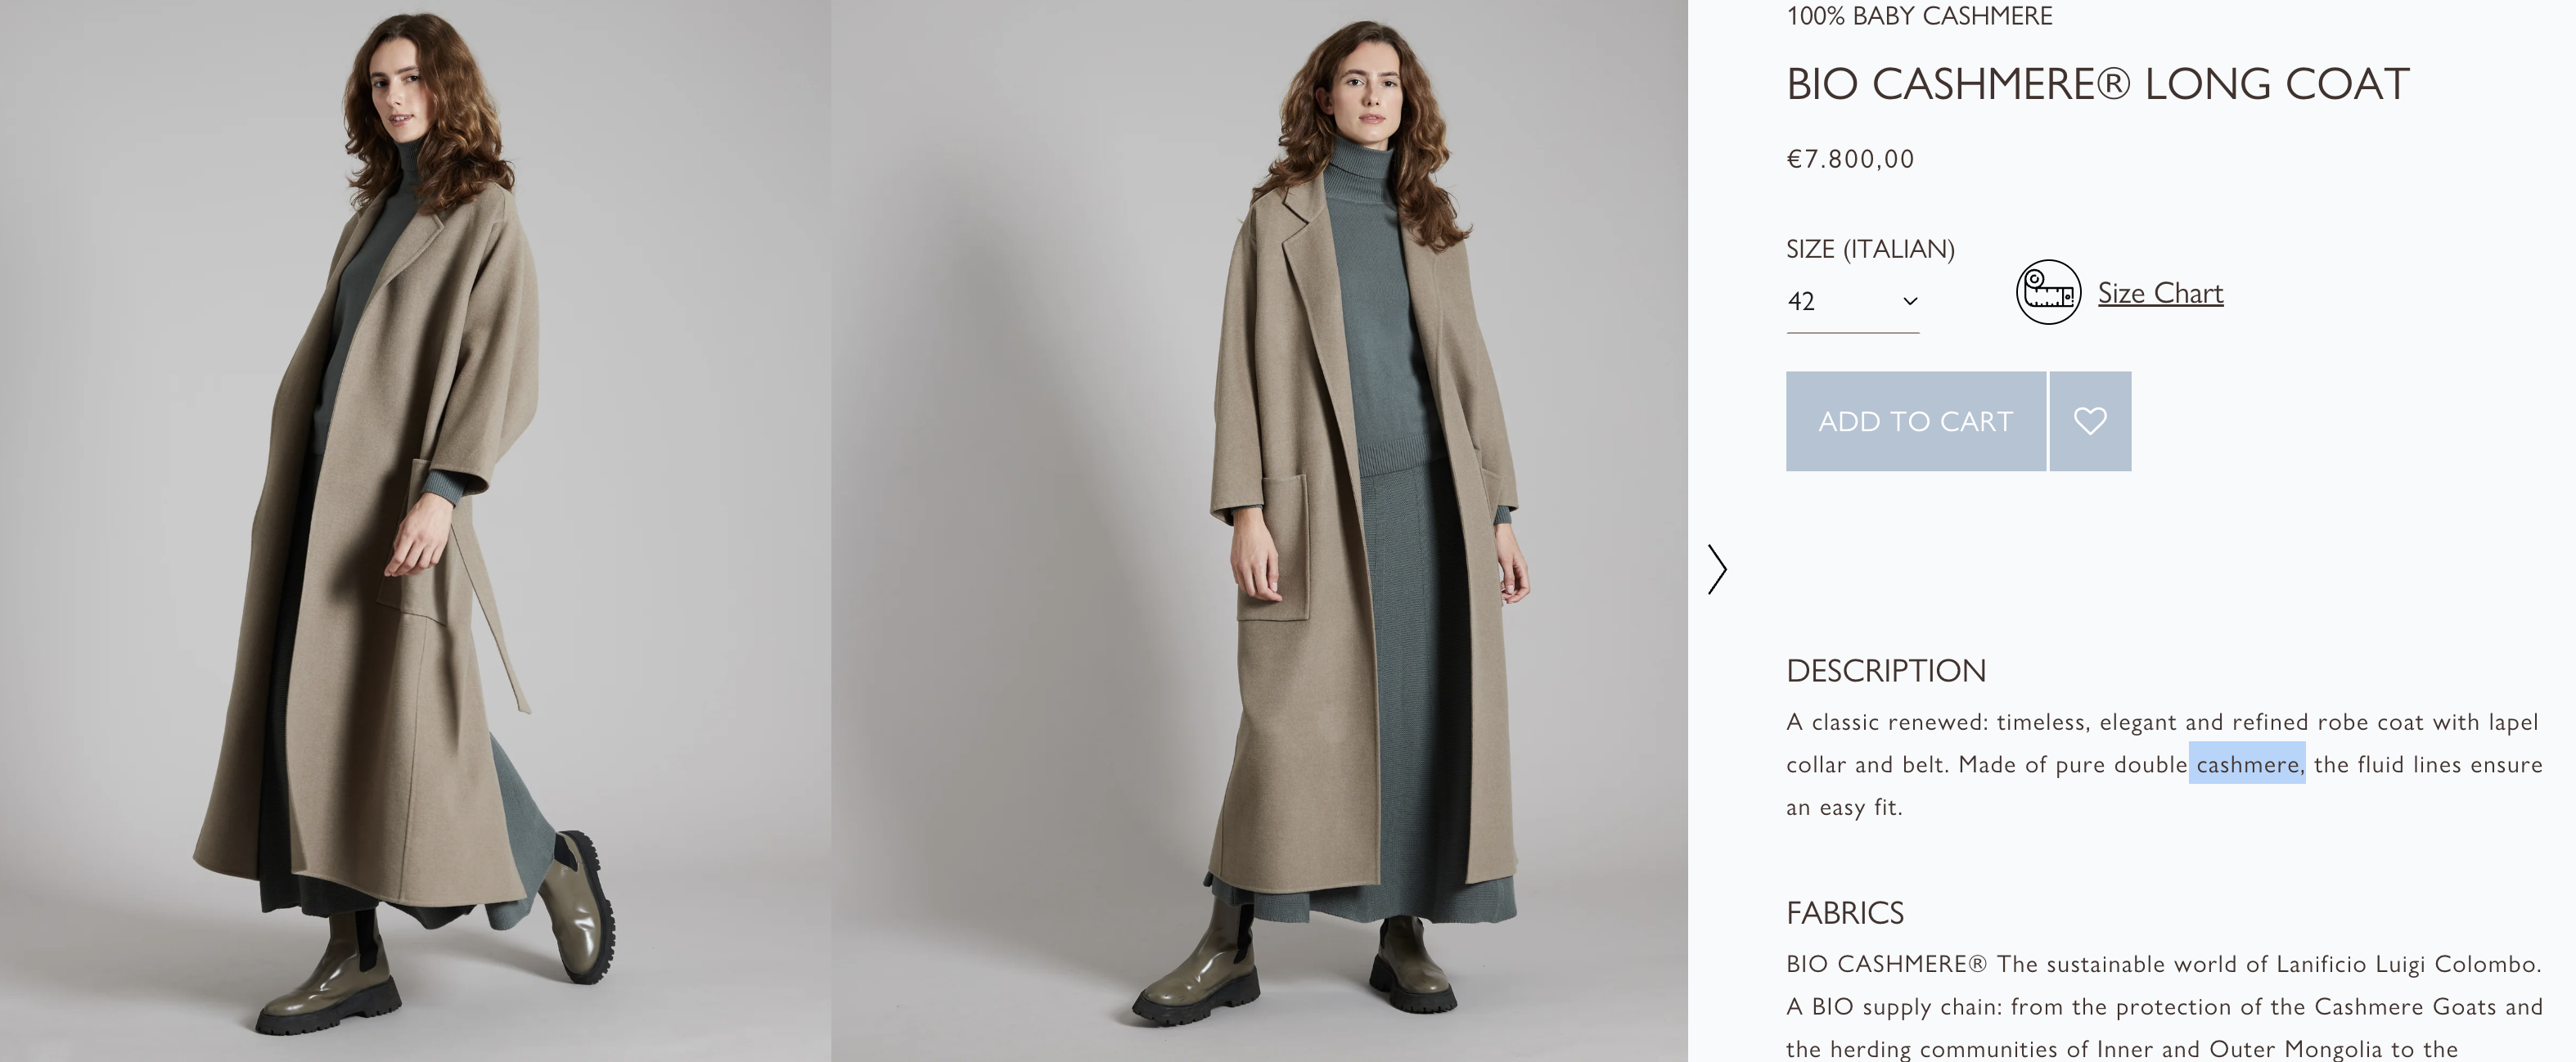 100% BABY CASHMERE
BIO CASHMERE® LONG COAT
€7.800,00
SIZE (ITALIAN)
42
Size Chart
ADD TO CART
DESCRIPTION
A classic renewed: timeless, elegant and refined robe coat with lapel
collar and belt. Made of pure double cashmere, the fluid lines ensure
an easy fit.
FABRICS
BIO CASHMERE® The sustainable world of Lanificio Luigi Colombo.
A BIO supply chain: from the protection of the Cashmere Goats and
the herding communities of Inner and Outer Mongolia to the